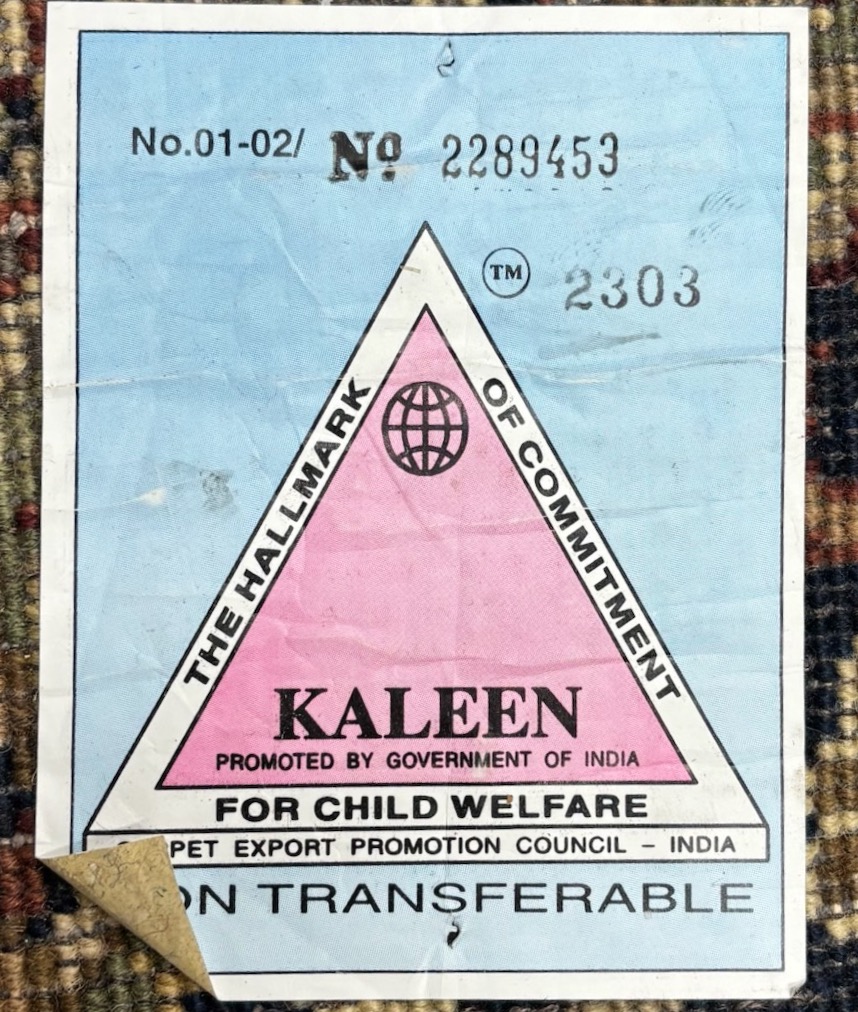 No.01-02/ Nº 2289453
TM 2303
THE HALLMARK OF COMMITMENT
KALEEN
PROMOTED BY GOVERNMENT OF INDIA
FOR CHILD WELFARE
PET EXPORT PROMOTION COUNCIL – INDIA
ON TRANSFERABLE